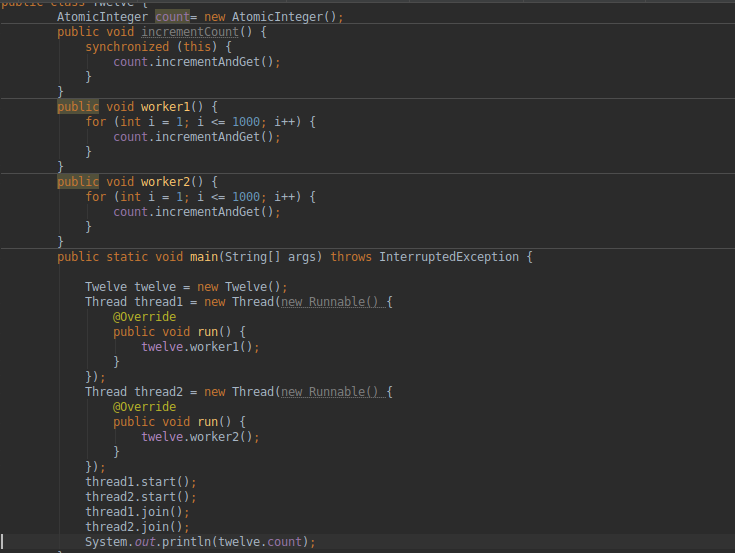 public class Twelve {
AtomicInteger count= new AtomicInteger();
public void incrementCount() {
synchronized (this) {
count.incrementAndGet();
}
}
public void worker1() {
for (int i = 1; i <= 1000; i++) {
count.incrementAndGet();
}
}
public void worker2() {
for (int i = 1; i <= 1000; i++) {
count.incrementAndGet();
}
}
public static void main(String[] args) throws InterruptedException {
Twelve twelve = new Twelve();
Thread thread1 = new Thread(new Runnable() {
@Override
public void run() {
twelve.worker1();
}
});
Thread thread2 = new Thread(new Runnable() {
@Override
public void run() {
twelve.worker2();
}
});
thread1.start();
thread2.start();
thread1.join();
thread2.join();
System.out.println(twelve.count);